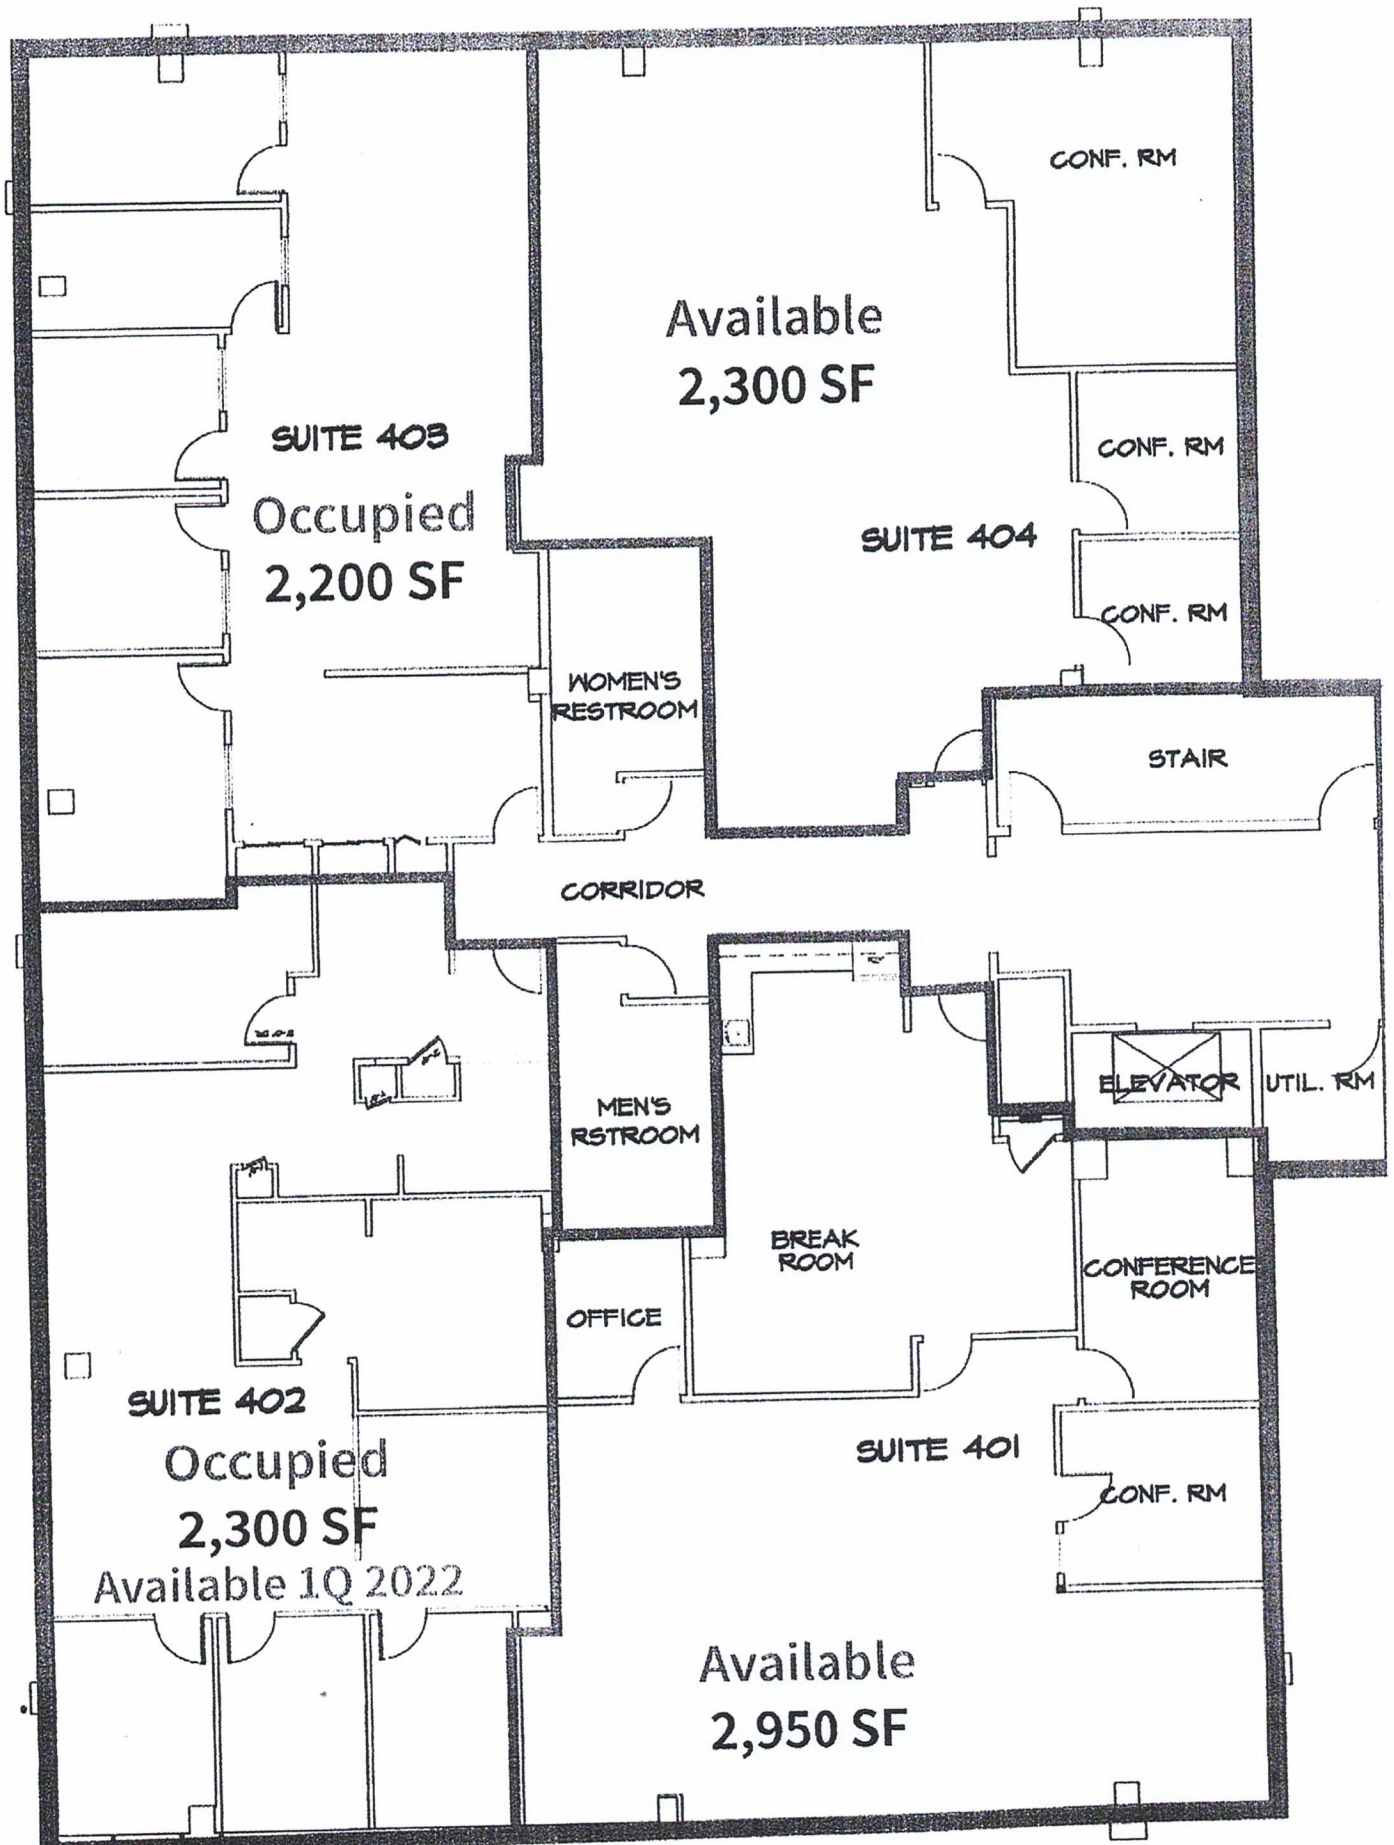 CONF. RM
Available
2,300 SF
SUITE 403
CONF. RM
Occupied
2,200 SF
SUITE 404
CONF. RM
WOMEN'S
RESTROOM
STAIR
CORRIDOR
ELEVATOR
UTIL. RM
MEN'S
RSTROOM
BREAK
ROOM
CONFERENCE
ROOM
OFFICE
SUITE 402
Occupied
2,300 SF
Available 1Q 2022
SUITE 401
CONF. RM
Available
2,950 SF